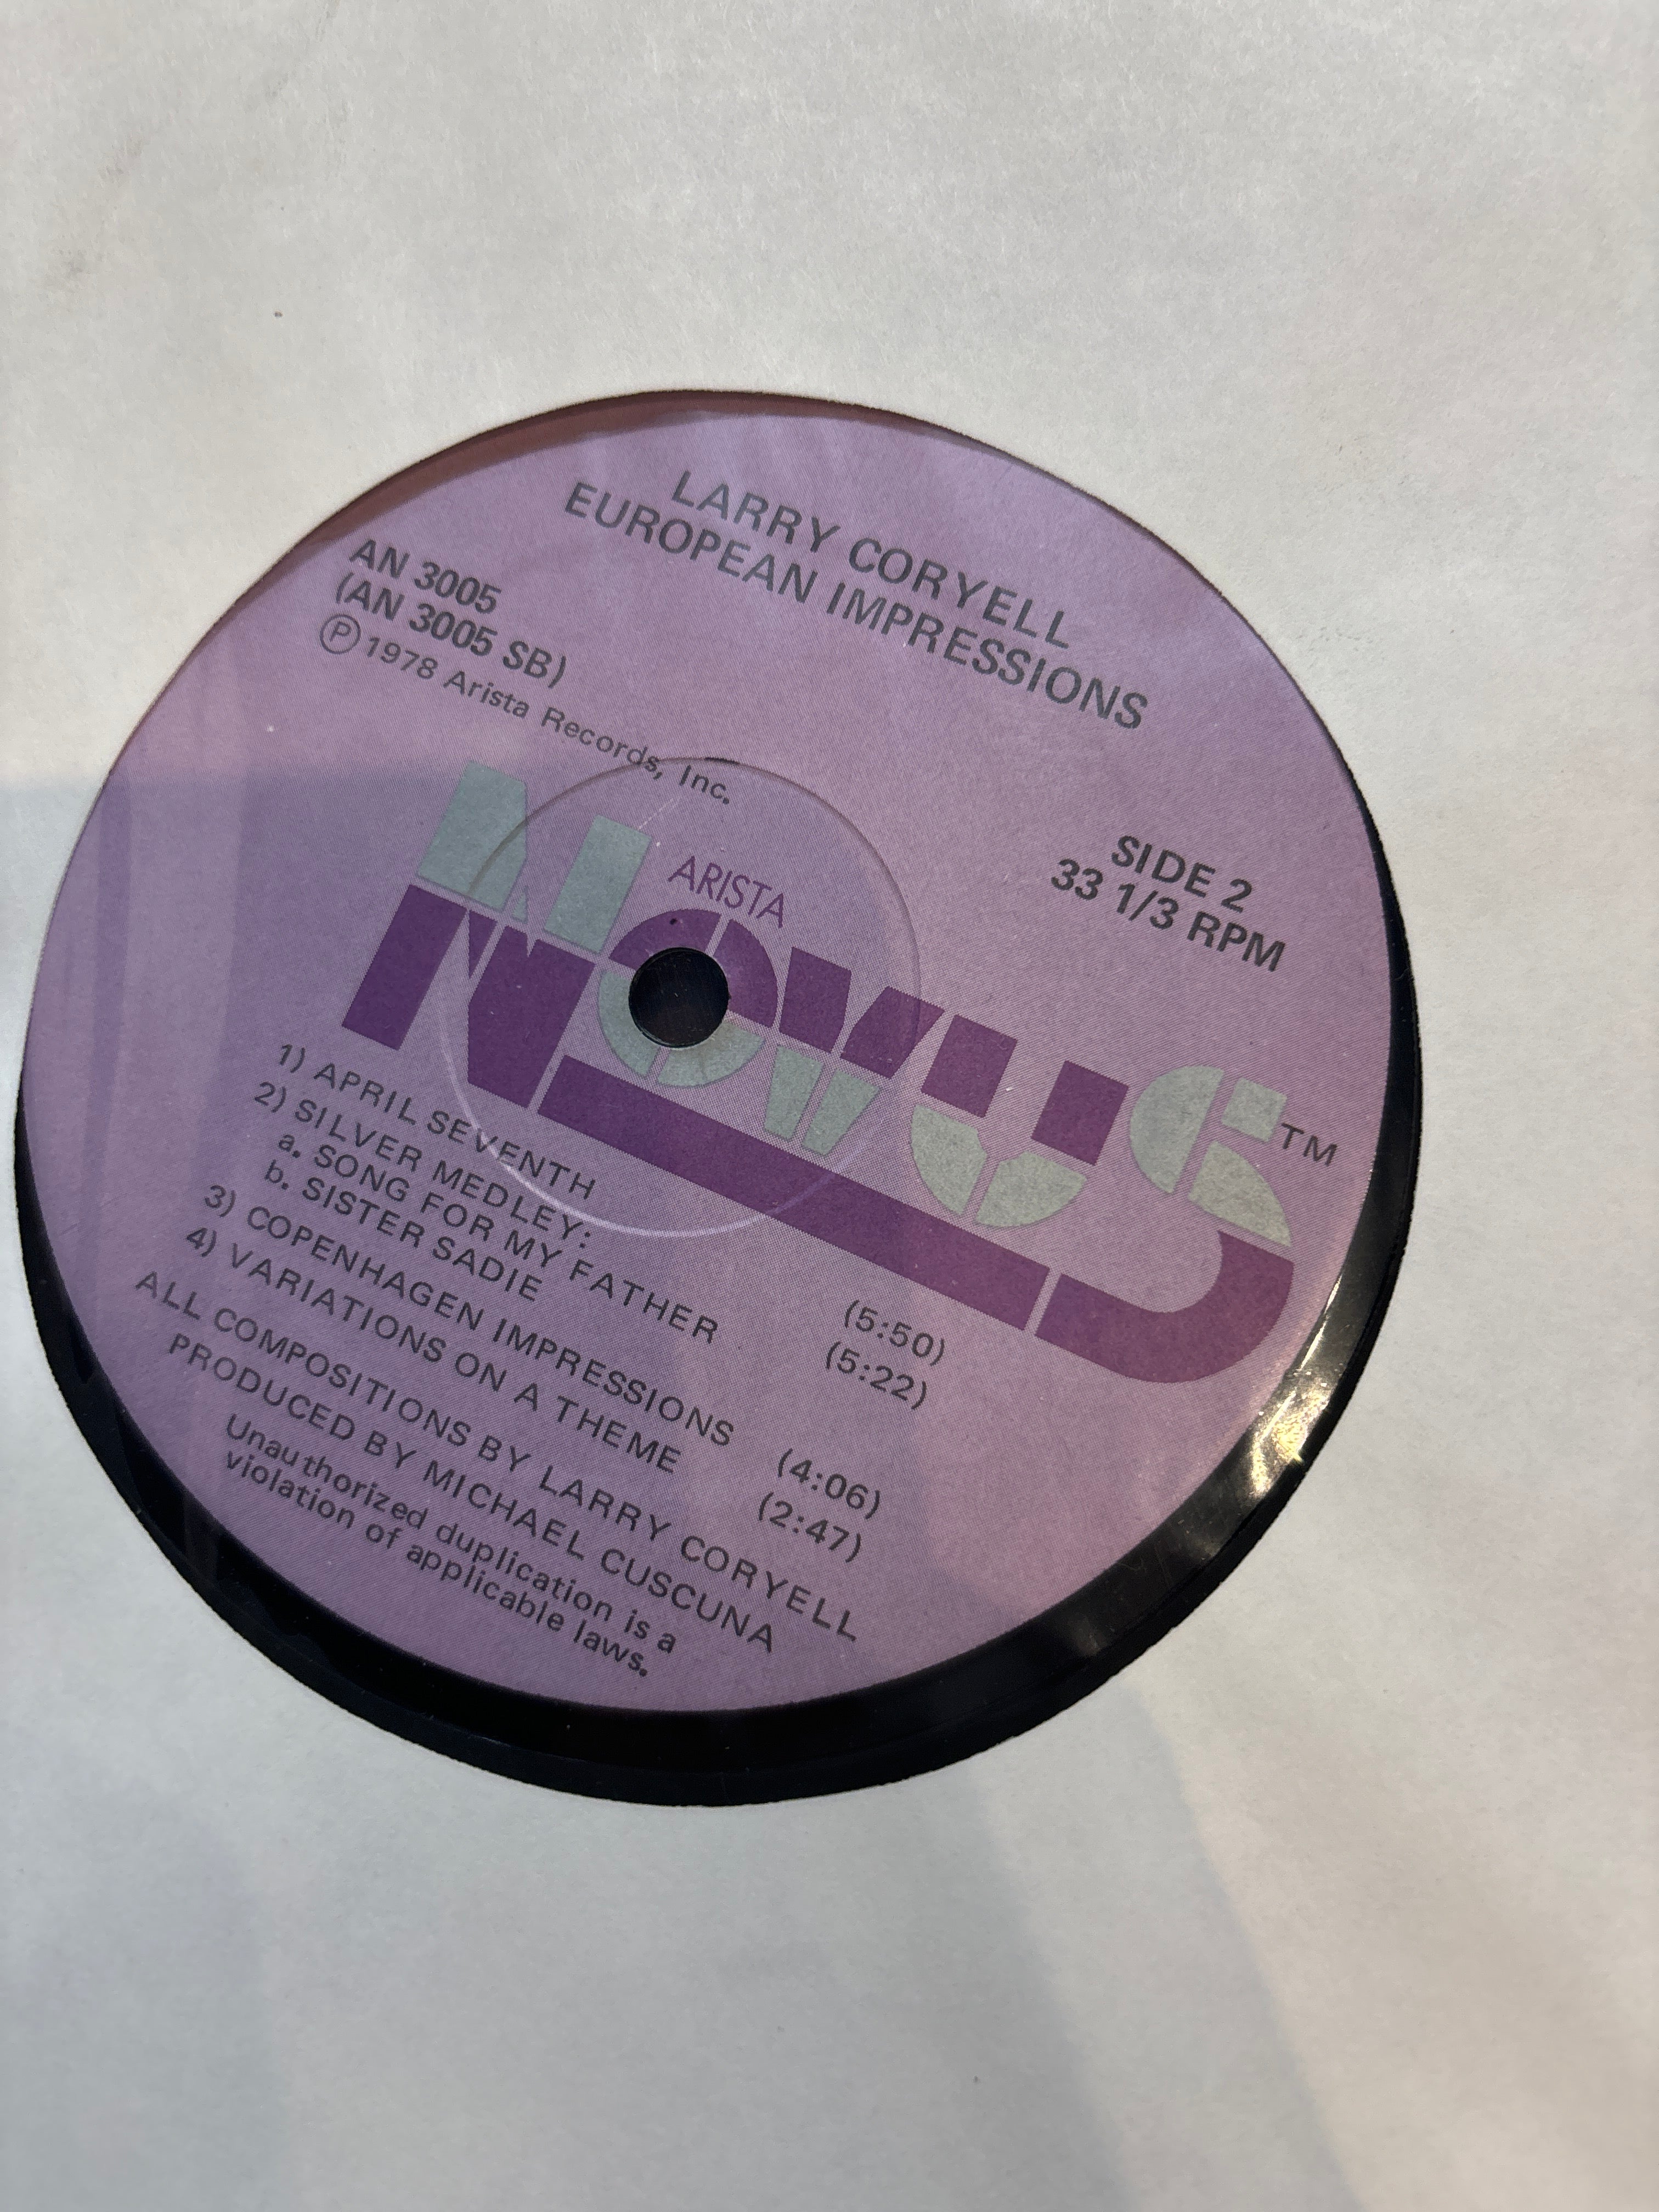 LARRY CORYELL
EUROPEAN IMPRESSIONS
AN 3005
(AN 3005 SB)
Ⓟ 1978 Arista Records, Inc.
SIDE 2
33 1/3 RPM
ARISTA
NOVUS TM
1) APRIL SEVENTH (5:50)
2) SILVER MEDLEY: (5:22)
a. SONG FOR MY FATHER
b. SISTER SADIE
3) COPENHAGEN IMPRESSIONS (4:06)
4) VARIATIONS ON A THEME (2:47)
ALL COMPOSITIONS BY LARRY CORYELL
PRODUCED BY MICHAEL CUSCUNA
Unauthorized duplication is a
violation of applicable laws.